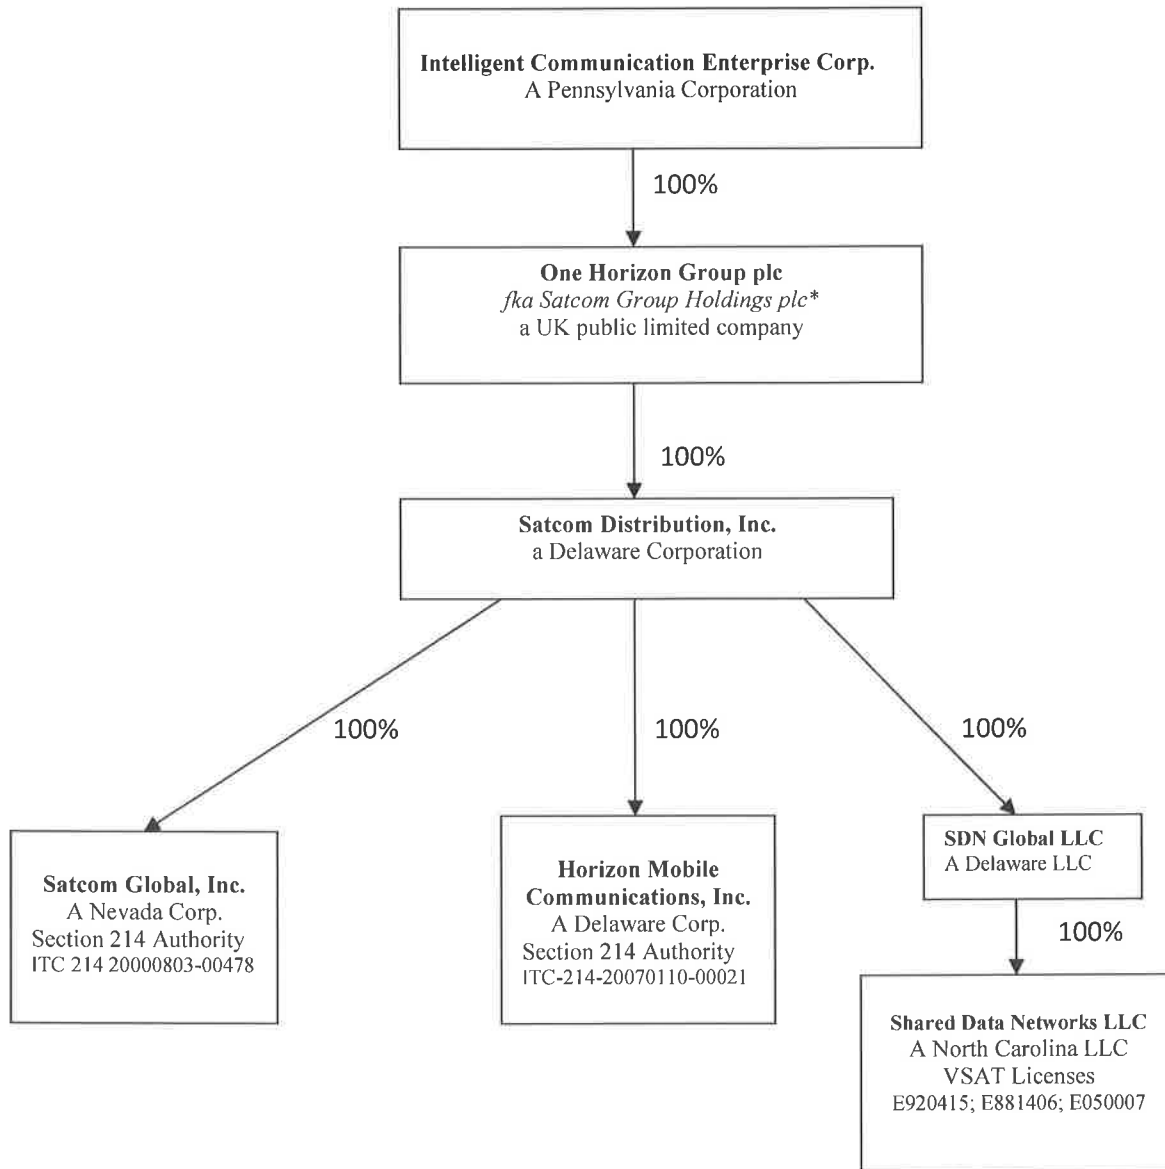 Intelligent Communication Enterprise Corp.
A Pennsylvania Corporation
100%
One Horizon Group plc
fka Satcom Group Holdings plc*
a UK public limited company
100%
Satcom Distribution, Inc.
a Delaware Corporation
100%
100%
100%
Satcom Global, Inc.
A Nevada Corp.
Section 214 Authority
ITC 214 20000803-00478
Horizon Mobile
Communications, Inc.
A Delaware Corp.
Section 214 Authority
ITC-214-20070110-00021
SDN Global LLC
A Delaware LLC
100%
Shared Data Networks LLC
A North Carolina LLC
VSAT Licenses
E920415; E881406; E050007